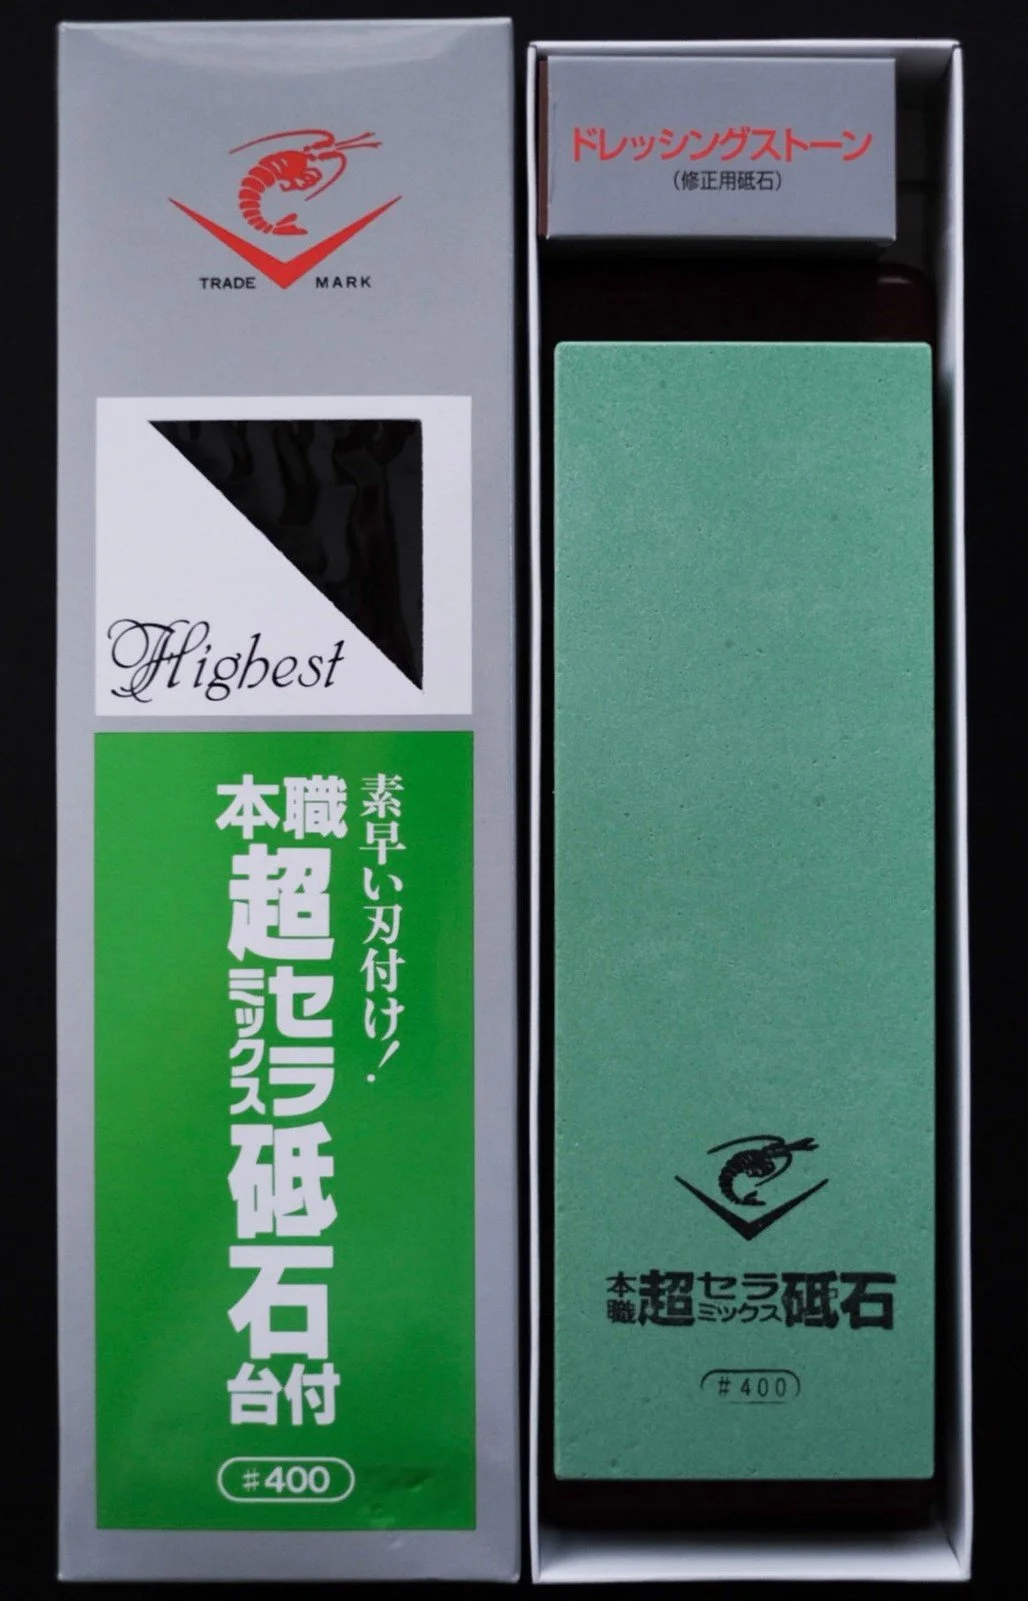 TRADE MARK
Highest
素早い刃付け!
本職超セラミックス砥石台付
#400
ドレッシングストーン
(修正用砥石)
本職超セラミックス砥石
#400